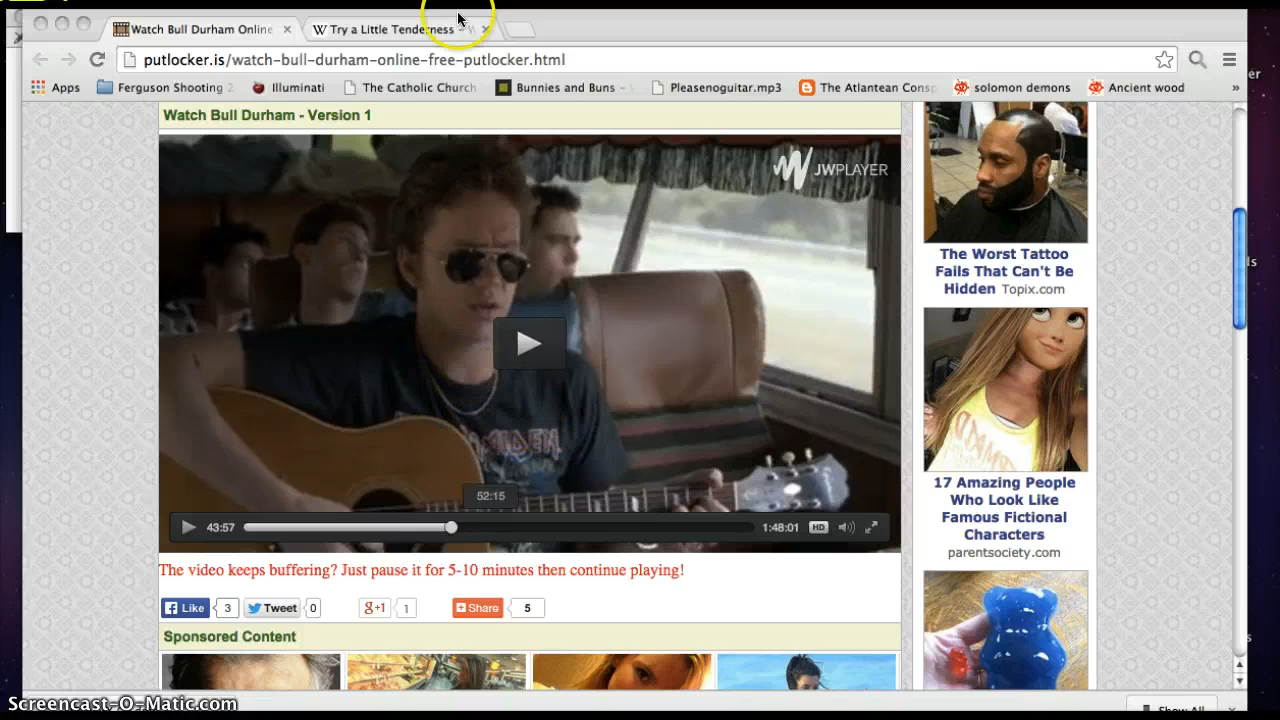 Watch Bull Durham Online
Try a Little Tenderness - W
putlocker.is/watch-bull-durham-online-free-putlocker.html
Apps
Ferguson Shooting 2
Illuminati
The Catholic Church
Bunnies and Buns -
Pleasenoguitar.mp3
The Atlantean Consp
solomon demons
Ancient wood
»
Watch Bull Durham - Version 1
JWPLAYER
The Worst Tattoo
Fails That Can't Be
Hidden Topix.com
52:15
43:57
1:48:01
HD
17 Amazing People
Who Look Like
Famous Fictional
Characters
parentsociety.com
The video keeps buffering? Just pause it for 5-10 minutes then continue playing!
Like 3 Tweet 0 g+1 1 Share 5
Sponsored Content
Screencast-O-Matic.com
Show All